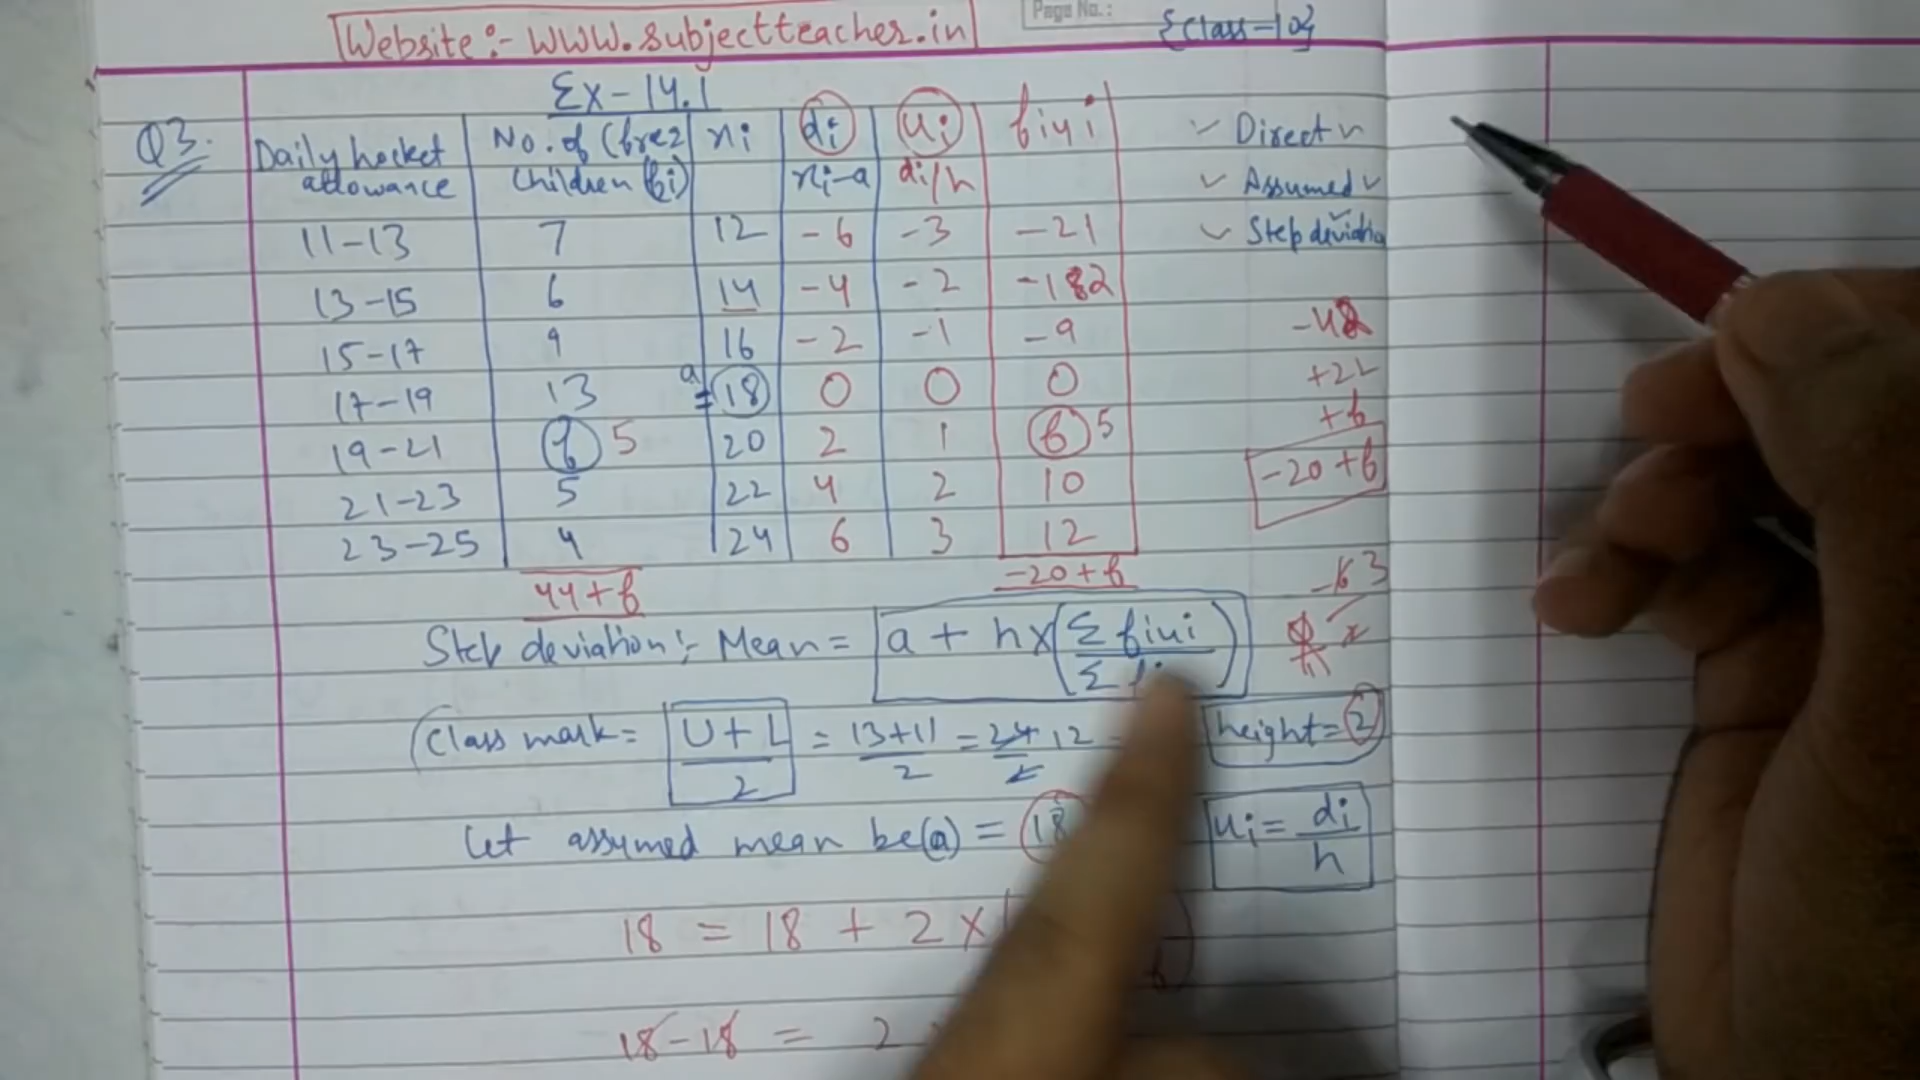 Website:- www.subjectteacher.in
Page No.:
{Class-10}
Ex-14.1
Q3.
Daily pocket allowance | No. of (freq children (fi) | xi | di xi-a | ui di/h | fiui
11-13 | 7 | 12 | -6 | -3 | -21
13-15 | 6 | 14 | -4 | -2 | -12
15-17 | 9 | 16 | -2 | -1 | -9
17-19 | 13 | a = 18 | 0 | 0 | 0
19-21 | f 5 | 20 | 2 | 1 | f 5
21-23 | 5 | 22 | 4 | 2 | 10
23-25 | 4 | 24 | 6 | 3 | 12
44+f | -20+f
Direct
Assumed
Step deviatio
-42
+22
+f
-20+f
Step deviation:- Mean = a + h×(Σfiui/Σf
Class mark = U+L/2 = 13+11/2 = 24/2 12
height = 2
Let assumed mean be(a) = 18
ui = di/h
18 = 18 + 2 ×
18-18 = 2